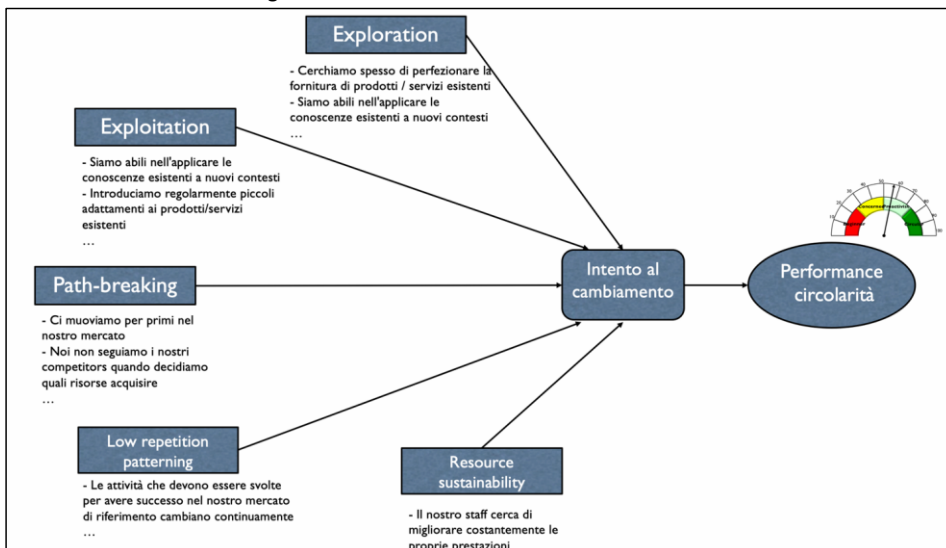 Exploration
- Cerchiamo spesso di perfezionare la
fornitura di prodotti / servizi esistenti
- Siamo abili nell'applicare le
conoscenze esistenti a nuovi contesti
...
Exploitation
- Siamo abili nell'applicare le
conoscenze esistenti a nuovi contesti
- Introduciamo regolarmente piccoli
adattamenti ai prodotti/servizi
esistenti
...
Path-breaking
- Ci muoviamo per primi nel
nostro mercato
- Noi non seguiamo i nostri
competitors quando decidiamo
quali risorse acquisire
...
Intento al
cambiamento
Performance
circolarità
Low repetition
patterning
- Le attività che devono essere svolte
per avere successo nel nostro mercato
di riferimento cambiano continuamente
...
Resource
sustainability
- Il nostro staff cerca di
migliorare costantemente le
proprie prestazioni